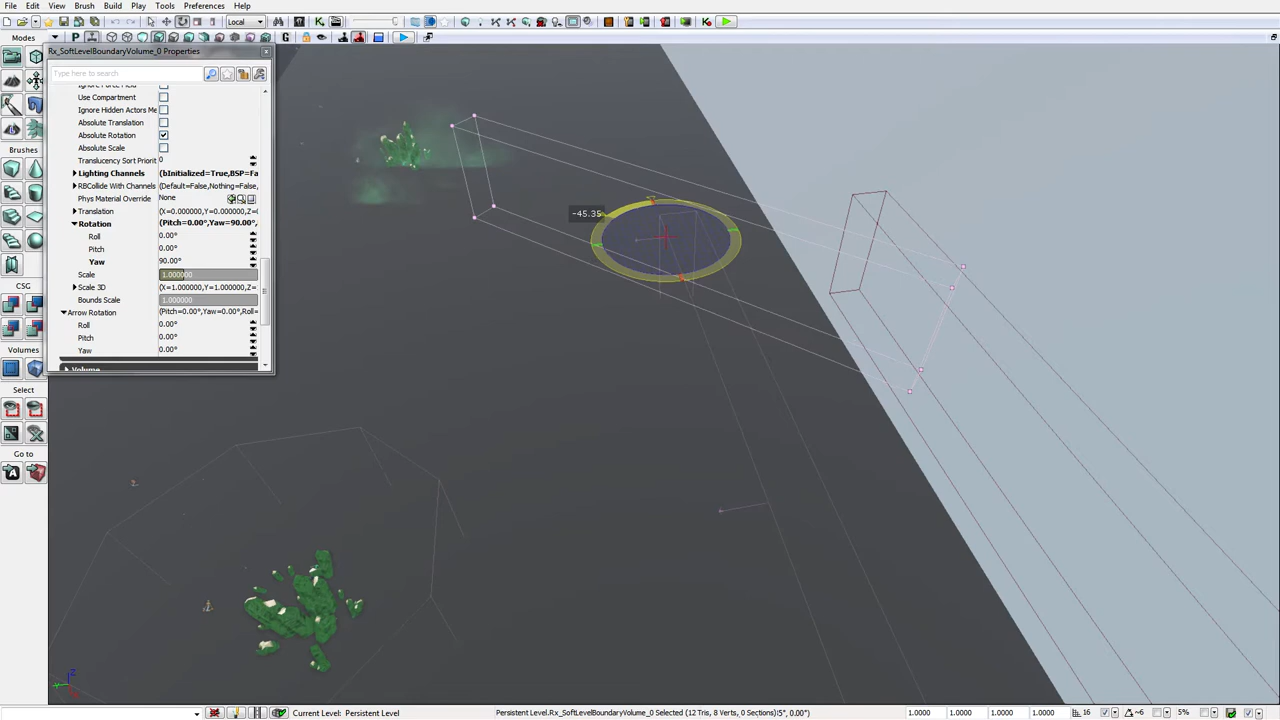 File Edit View Brush Build Tools Preferences Play Help
Local
Modes
Rx_SoftLevelBoundaryVolume_0 Properties
Type here to search
Use Compartment
Ignore Hidden Actors Me
Absolute Translation
Absolute Rotation
Absolute Scale
Translucency Sort Priorit 0
Lighting Channels (bInitialized=True,BSP=Fa
RBCollide With Channels (Default=False,Nothing=False,
Phys Material Override None
Translation (X=0.000000,Y=0.000000,Z=
Rotation (Pitch=0.00°,Yaw=90.00°,
Roll 0.00°
Pitch 0.00°
Yaw 90.00°
Scale 1.000000
Scale 3D (X=1.000000,Y=1.000000,Z=
Bounds Scale 1.000000
Arrow Rotation (Pitch=0.00°,Yaw=0.00°,Roll=
Roll 0.00°
Pitch 0.00°
Yaw 0.00°
Brushes
CSG
Volumes
Select
Go to
-45.35
Current Level: Persistent Level
Persistent Level.Rx_SoftLevelBoundaryVolume_0 Selected (12 Tris, 8 Verts, 0 Sections)
1.0000 1.0000 1.0000 1.0000 16 ~6 5%